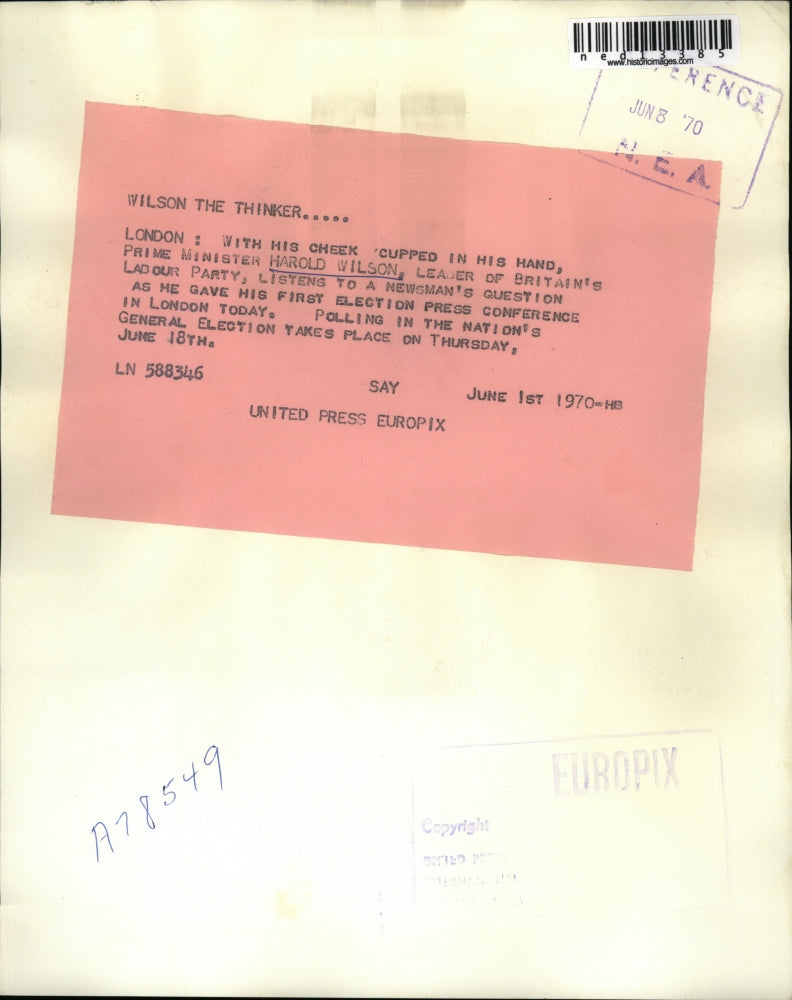 ned13385
www.historicimages.com
JUN 8 '70
N. E. A.
WILSON THE THINKER.....
LONDON : WITH HIS CHEEK 'CUPPED IN HIS HAND,
PRIME MINISTER HAROLD WILSON, LEADER OF BRITAIN'S
LABOUR PARTY, LISTENS TO A NEWSMAN'S QUESTION
AS HE GAVE HIS FIRST ELECTION PRESS CONFERENCE
IN LONDON TODAY. POLLING IN THE NATION'S
GENERAL ELECTION TAKES PLACE ON THURSDAY,
JUNE 18TH.
LN 588346
SAY JUNE 1ST 1970-HB
UNITED PRESS EUROPIX
A78549
EUROPIX
Copyright
UNITED PRESS